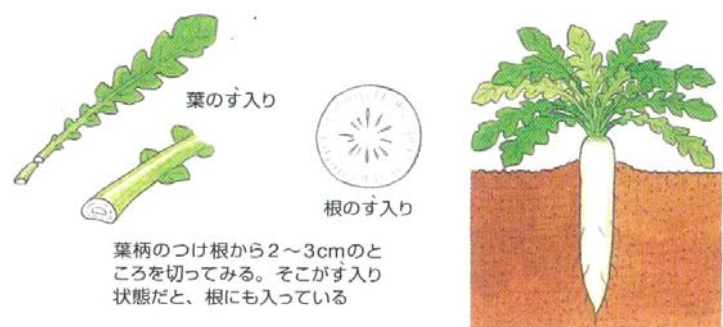 葉のす入り
根のす入り
葉柄のつけ根から2〜3cmのと
ころを切ってみる。そこがす入り
状態だと、根にも入っている